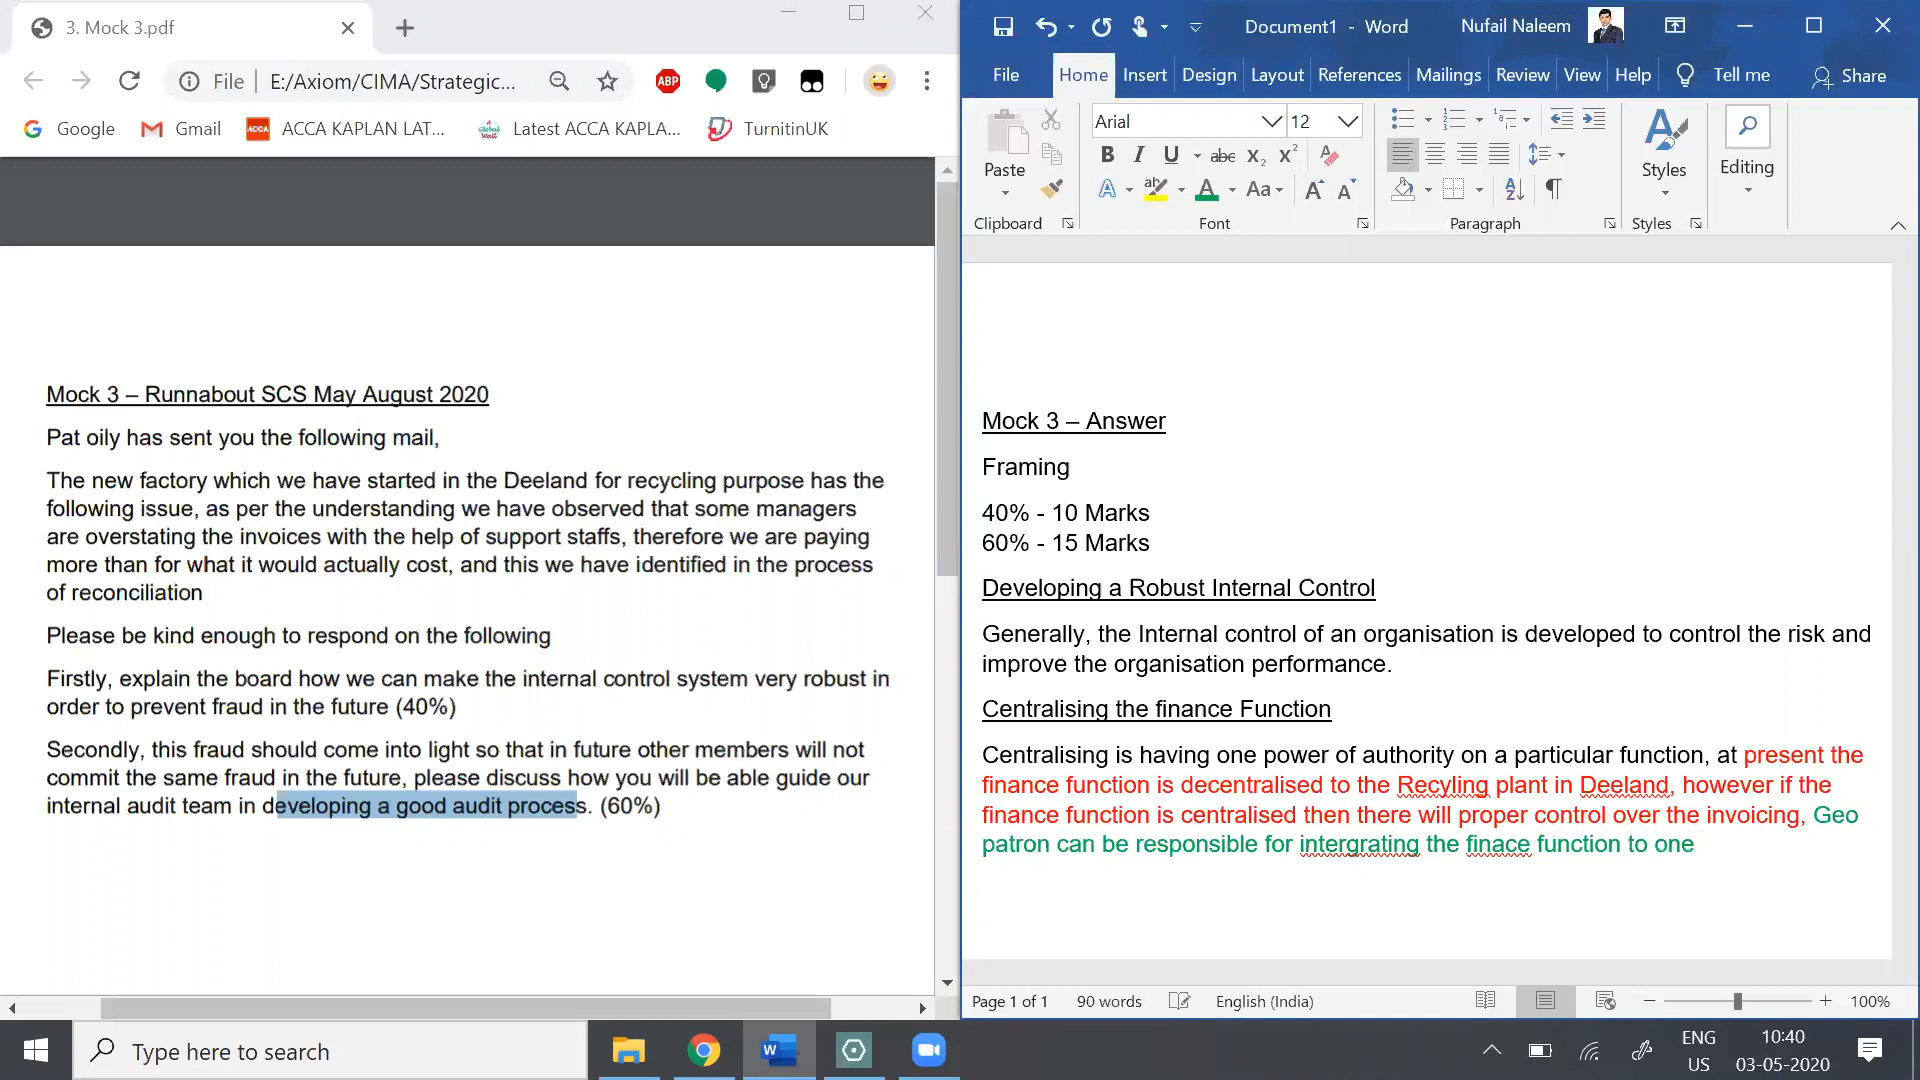 3. Mock 3.pdf
File
E:/Axiom/CIMA/Strategic...
ABP
Google
Gmail
ACCA
ACCA KAPLAN LAT...
Latest ACCA KAPLA...
TurnitinUK
Mock 3 – Runnabout SCS May August 2020
Pat oily has sent you the following mail,
The new factory which we have started in the Deeland for recycling purpose has the
following issue, as per the understanding we have observed that some managers
are overstating the invoices with the help of support staffs, therefore we are paying
more than for what it would actually cost, and this we have identified in the process
of reconciliation
Please be kind enough to respond on the following
Firstly, explain the board how we can make the internal control system very robust in
order to prevent fraud in the future (40%)
Secondly, this fraud should come into light so that in future other members will not
commit the same fraud in the future, please discuss how you will be able guide our
internal audit team in developing a good audit process. (60%)
Document1 - Word
Nufail Naleem
File Home Insert Design Layout References Mailings Review View Help Tell me Share
Paste
Clipboard
Arial
12
B I U abc X₂ X²
A ab A Aa A A
Font
Paragraph
Styles
Styles
Editing
Mock 3 – Answer
Framing
40% - 10 Marks
60% - 15 Marks
Developing a Robust Internal Control
Generally, the Internal control of an organisation is developed to control the risk and
improve the organisation performance.
Centralising the finance Function
Centralising is having one power of authority on a particular function, at present the
finance function is decentralised to the Recyling plant in Deeland, however if the
finance function is centralised then there will proper control over the invoicing, Geo
patron can be responsible for intergrating the finace function to one
Page 1 of 1
90 words
English (India)
100%
Type here to search
ENG
US
10:40
03-05-2020